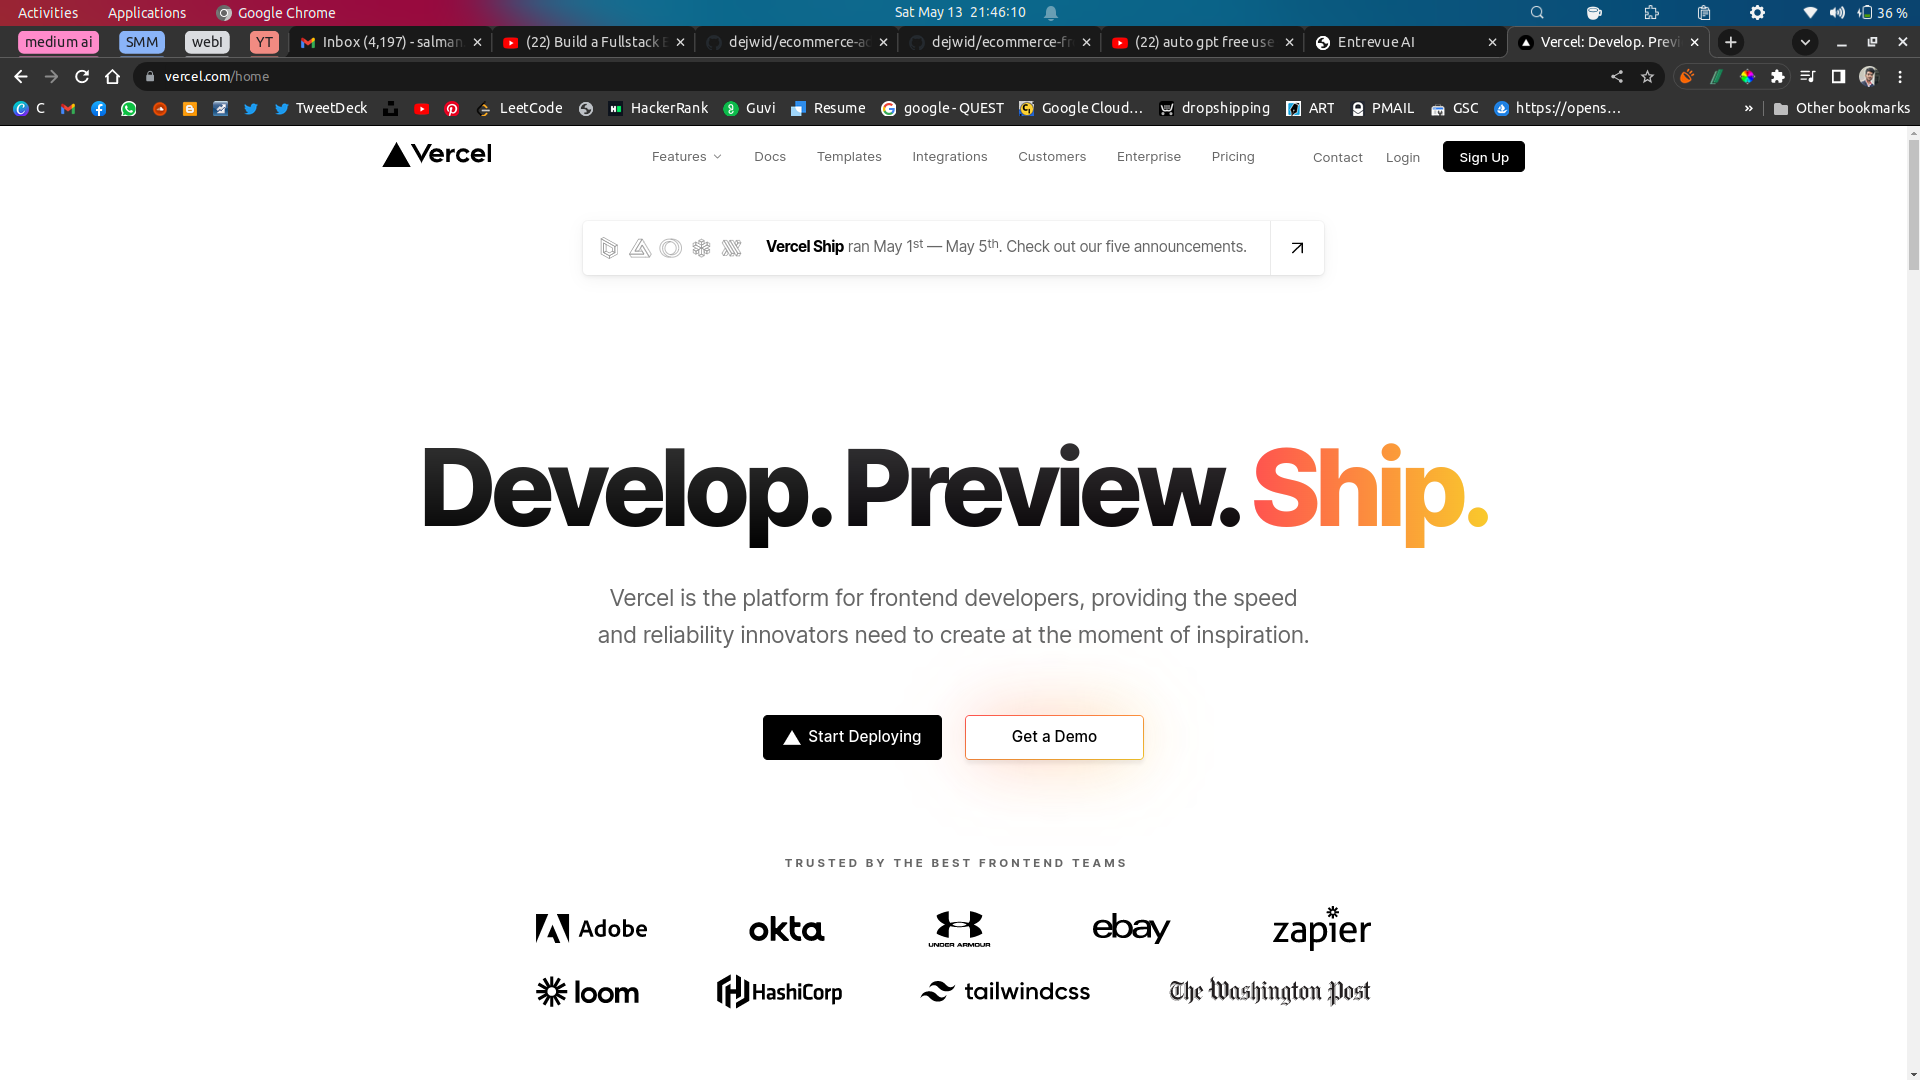 Activities Applications Google Chrome Sat May 13 21:46:10 36 %
medium ai SMM webI YT Inbox (4,197) - salman (22) Build a Fullstack E dejwid/ecommerce-ad dejwid/ecommerce-fr (22) auto gpt free use Entrevue AI Vercel: Develop. Previ
vercel.com/home
C TweetDeck LeetCode HackerRank Guvi Resume google - QUEST Google Cloud... dropshipping ART PMAIL GSC https://opens... » Other bookmarks
Vercel Features Docs Templates Integrations Customers Enterprise Pricing Contact Login Sign Up
Vercel Ship ran May 1st — May 5th. Check out our five announcements.
Develop. Preview. Ship.
Vercel is the platform for frontend developers, providing the speed
and reliability innovators need to create at the moment of inspiration.
Start Deploying Get a Demo
TRUSTED BY THE BEST FRONTEND TEAMS
Adobe okta UNDER ARMOUR ebay zapier
loom HashiCorp tailwindcss The Washington Post